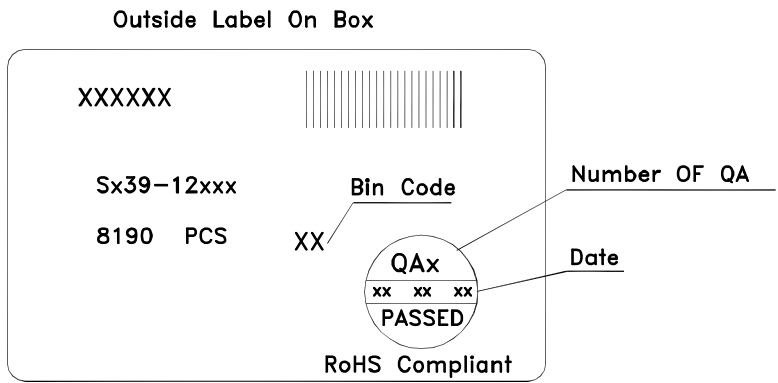 Outside Label On Box
XXXXXX
Sx39-12xxx
Bin Code
Number OF QA
8190 PCS
XX
QAx
Date
xx xx xx
PASSED
RoHS Compliant